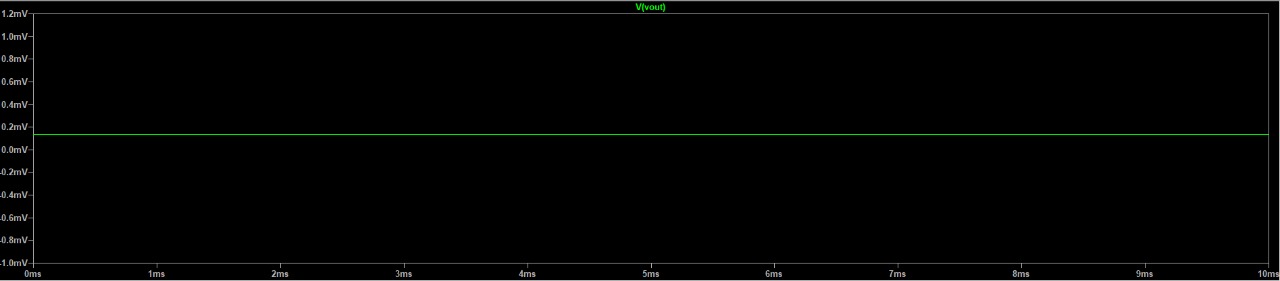 V(vout)
1.2mV
1.0mV
0.8mV
0.6mV
0.4mV
0.2mV
0.0mV
-0.2mV
-0.4mV
-0.6mV
-0.8mV
-1.0mV
0ms 1ms 2ms 3ms 4ms 5ms 6ms 7ms 8ms 9ms 10ms